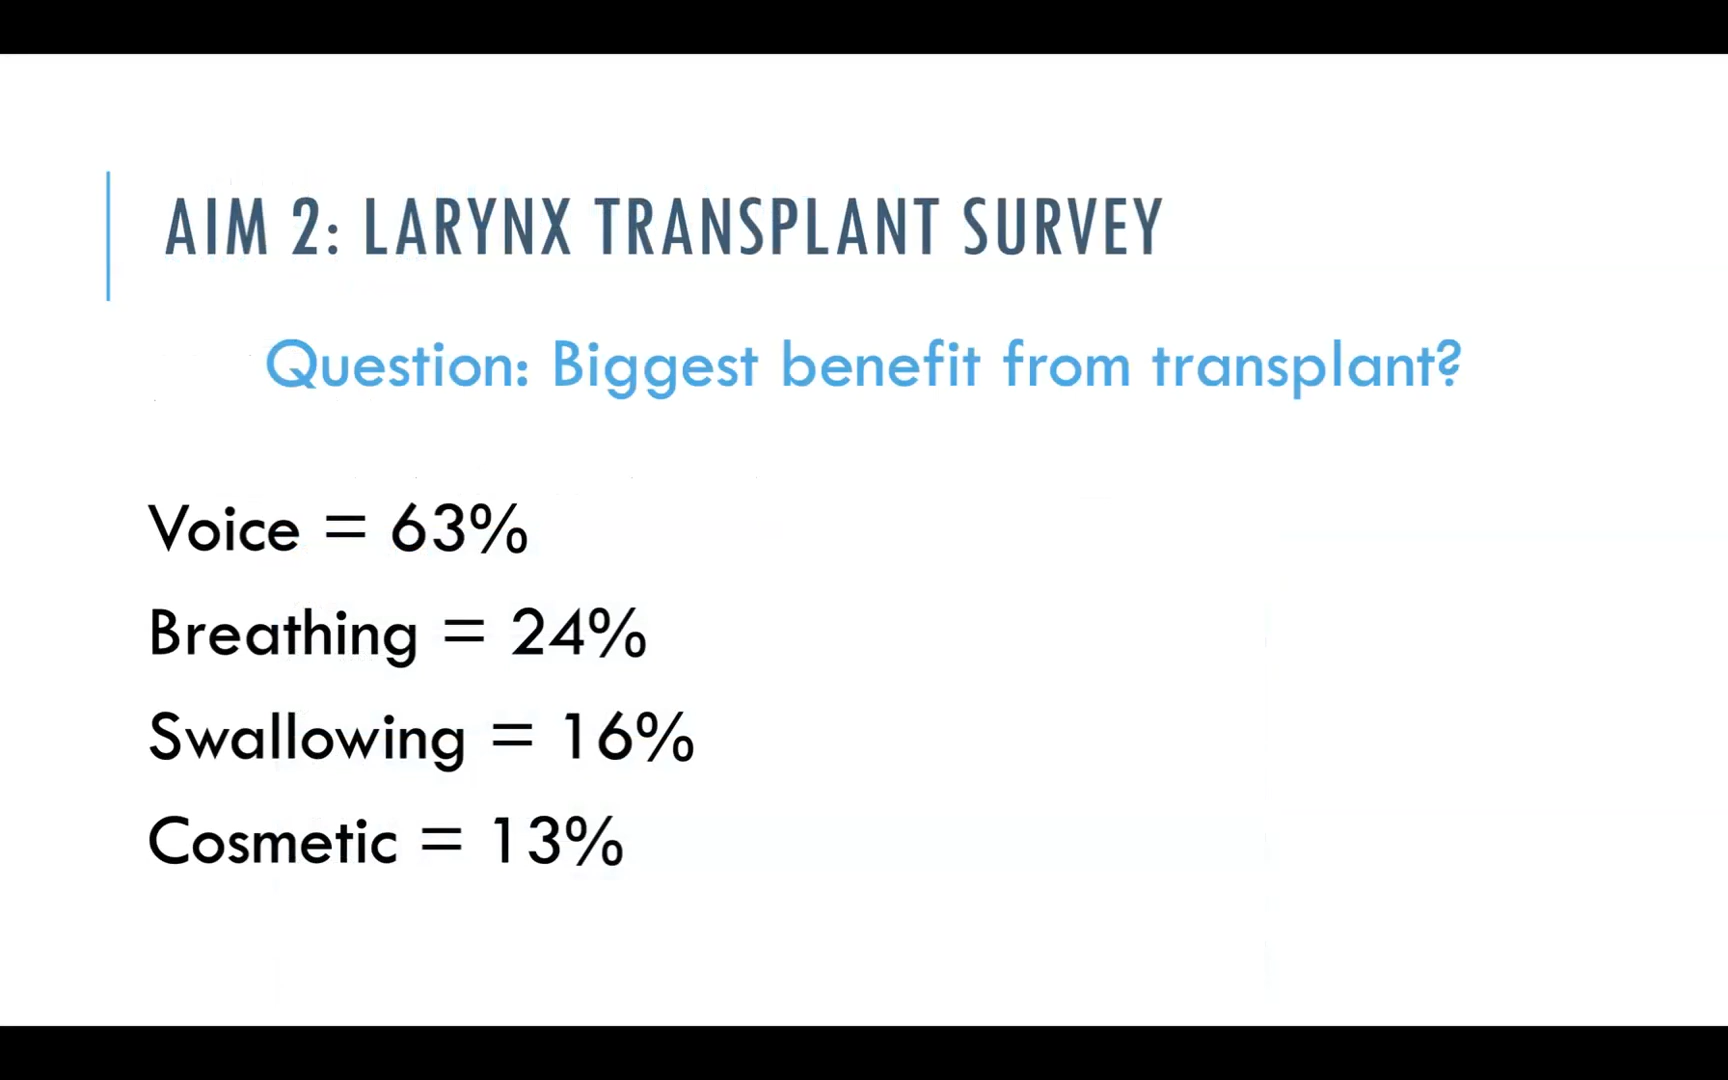 AIM 2: LARYNX TRANSPLANT SURVEY
Question: Biggest benefit from transplant?
Voice = 63%
Breathing = 24%
Swallowing = 16%
Cosmetic = 13%